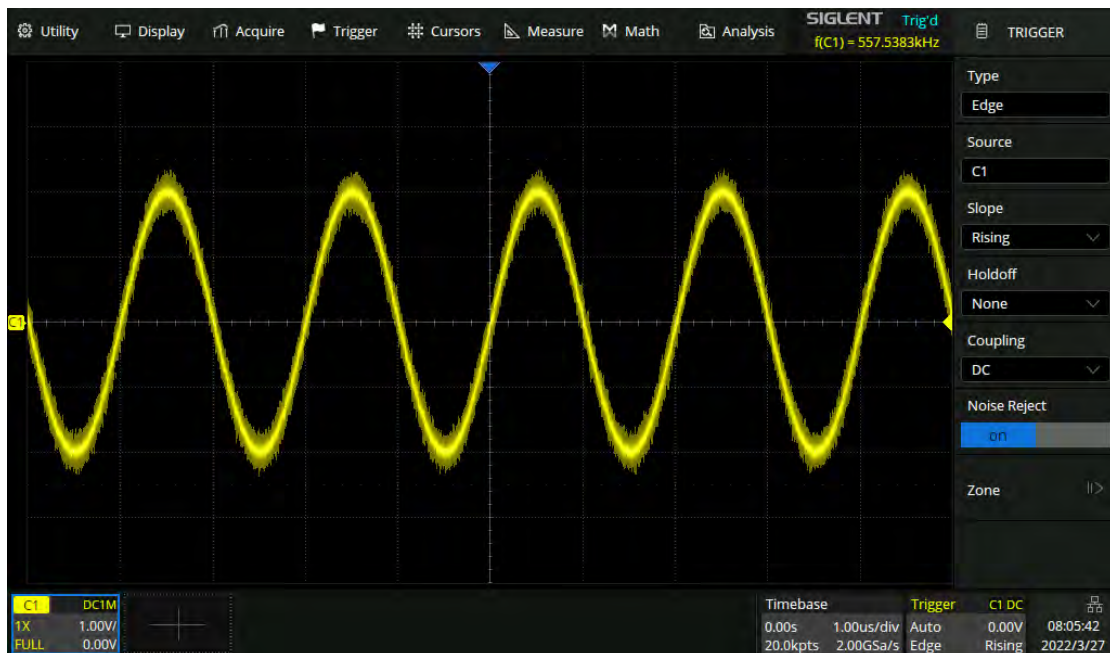 Utility Display Acquire Trigger Cursors Measure Math Analysis
SIGLENT Trig'd
f(C1) = 557.5383kHz
TRIGGER
Type
Edge
Source
C1
Slope
Rising
Holdoff
None
Coupling
DC
Noise Reject
on
Zone
C1
C1 DC1M
1X 1.00V/
FULL 0.00V
Timebase
0.00s 1.00us/div
20.0kpts 2.00GSa/s
Trigger C1 DC
Auto 0.00V
Edge Rising
08:05:42
2022/3/27